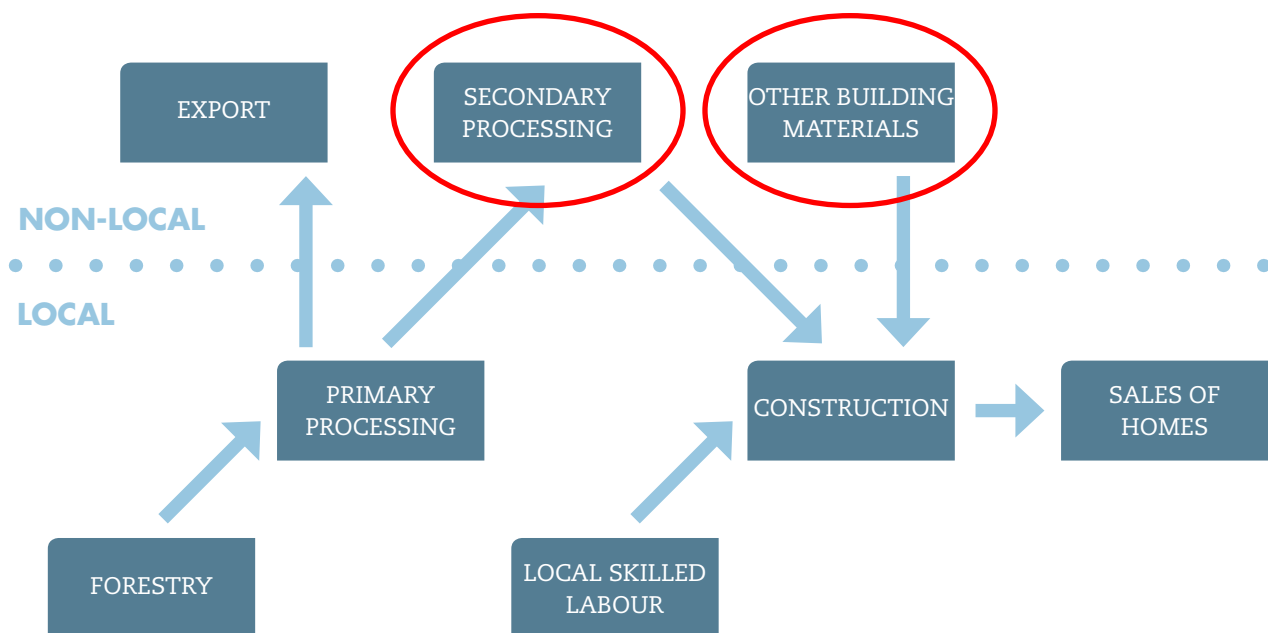 EXPORT
SECONDARY
PROCESSING
OTHER BUILDING
MATERIALS
NON-LOCAL
LOCAL
PRIMARY
PROCESSING
CONSTRUCTION
SALES OF
HOMES
FORESTRY
LOCAL SKILLED
LABOUR